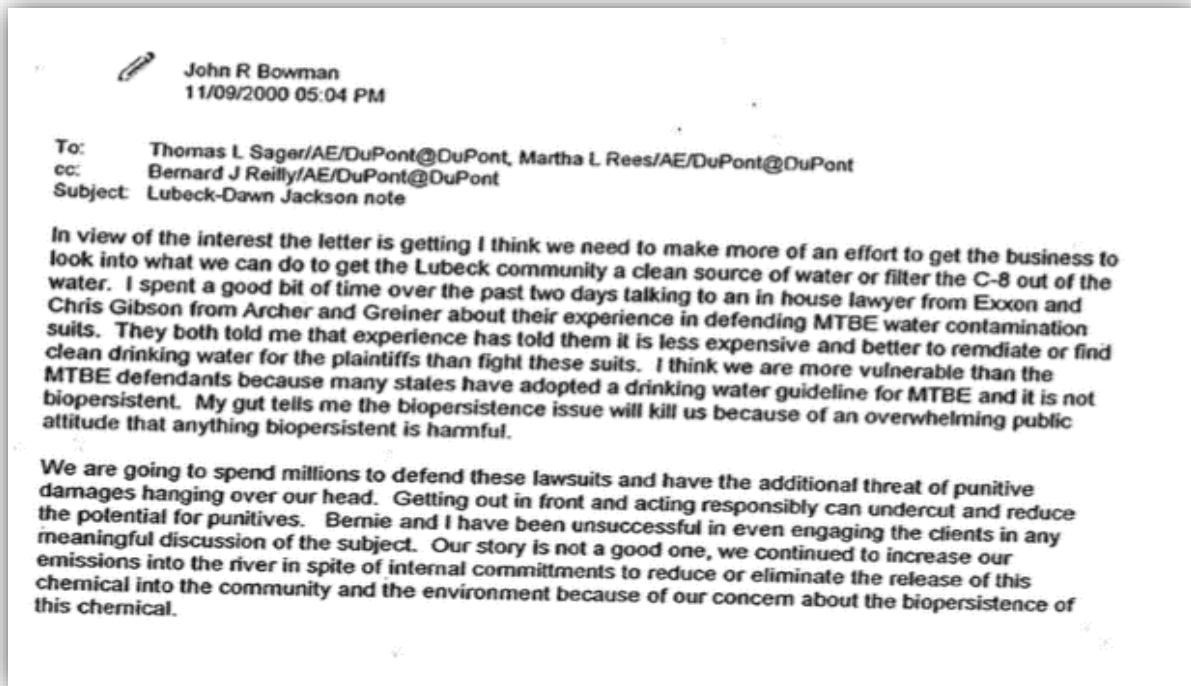 John R Bowman
11/09/2000 05:04 PM
To: Thomas L Sager/AE/DuPont@DuPont, Martha L Rees/AE/DuPont@DuPont
cc: Bernard J Reilly/AE/DuPont@DuPont
Subject: Lubeck-Dawn Jackson note
In view of the interest the letter is getting I think we need to make more of an effort to get the business to
look into what we can do to get the Lubeck community a clean source of water or filter the C-8 out of the
water. I spent a good bit of time over the past two days talking to an in house lawyer from Exxon and
Chris Gibson from Archer and Greiner about their experience in defending MTBE water contamination
suits. They both told me that experience has told them it is less expensive and better to remdiate or find
clean drinking water for the plaintiffs than fight these suits. I think we are more vulnerable than the
MTBE defendants because many states have adopted a drinking water guideline for MTBE and it is not
biopersistent. My gut tells me the biopersistence issue will kill us because of an overwhelming public
attitude that anything biopersistent is harmful.
We are going to spend millions to defend these lawsuits and have the additional threat of punitive
damages hanging over our head. Getting out in front and acting responsibly can undercut and reduce
the potential for punitives. Bernie and I have been unsuccessful in even engaging the clients in any
meaningful discussion of the subject. Our story is not a good one, we continued to increase our
emissions into the river in spite of internal committments to reduce or eliminate the release of this
chemical into the community and the environment because of our concern about the biopersistence of
this chemical.